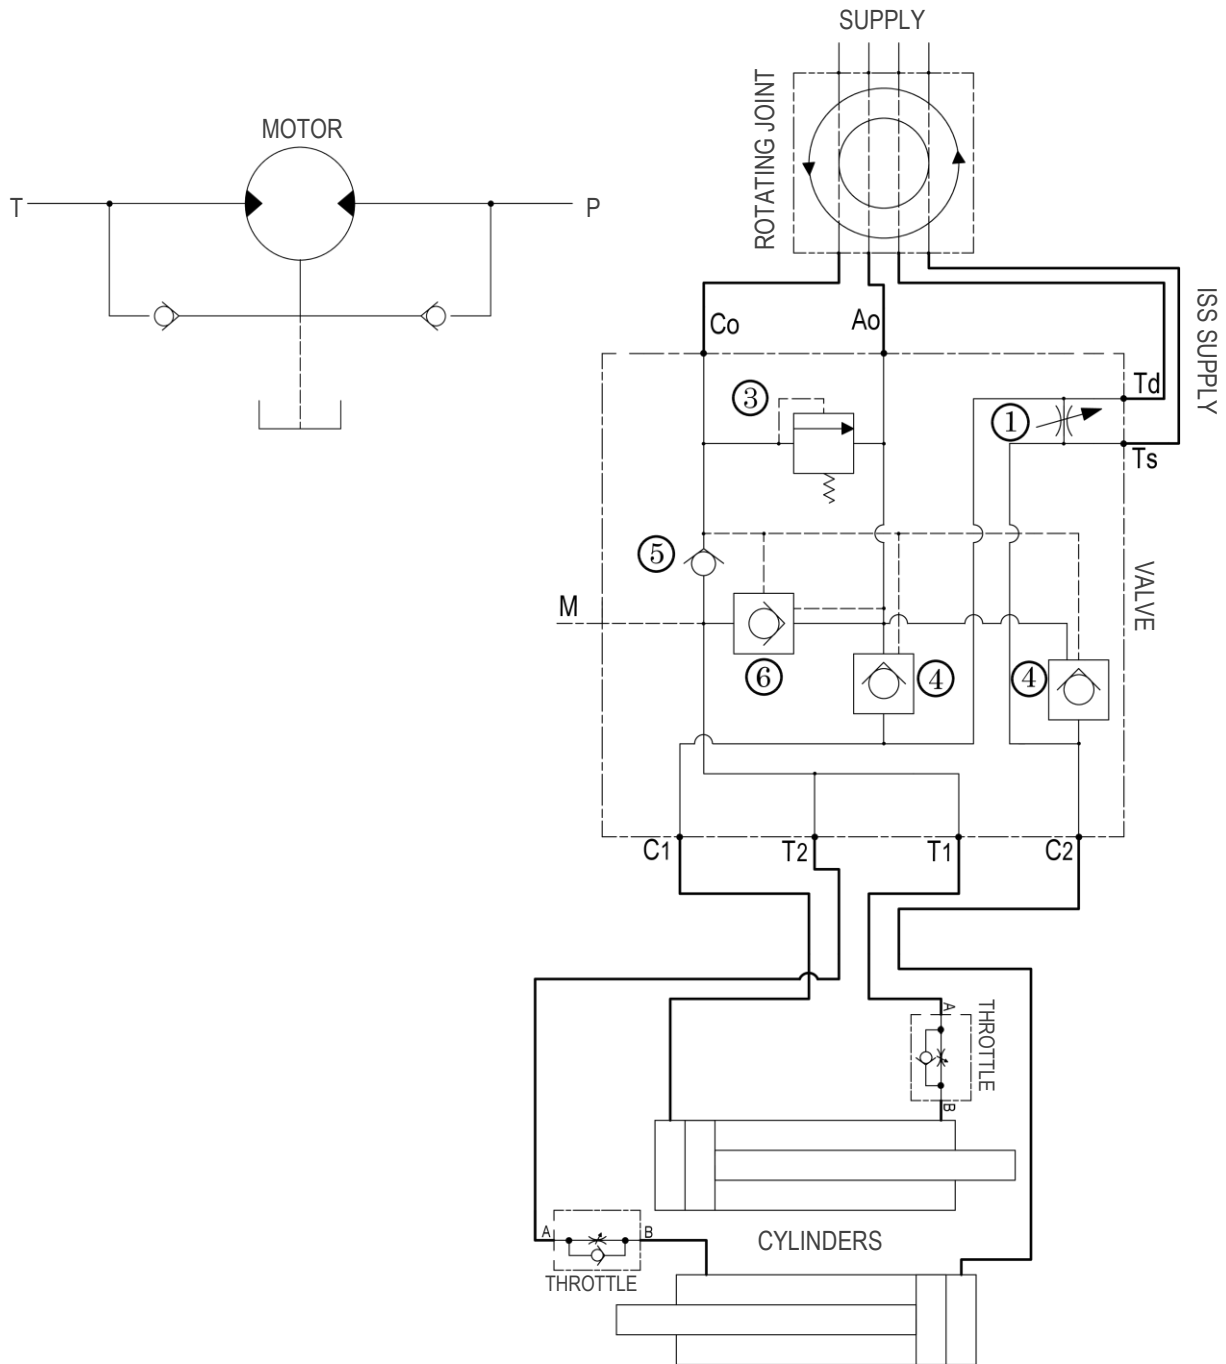 SUPPLY
ROTATING JOINT
MOTOR
T
P
ISS SUPPLY
Co
Ao
Td
3
1
Ts
5
VALVE
M
6
4
4
C1
T2
T1
C2
A
THROTTLE
B
A
B
CYLINDERS
THROTTLE